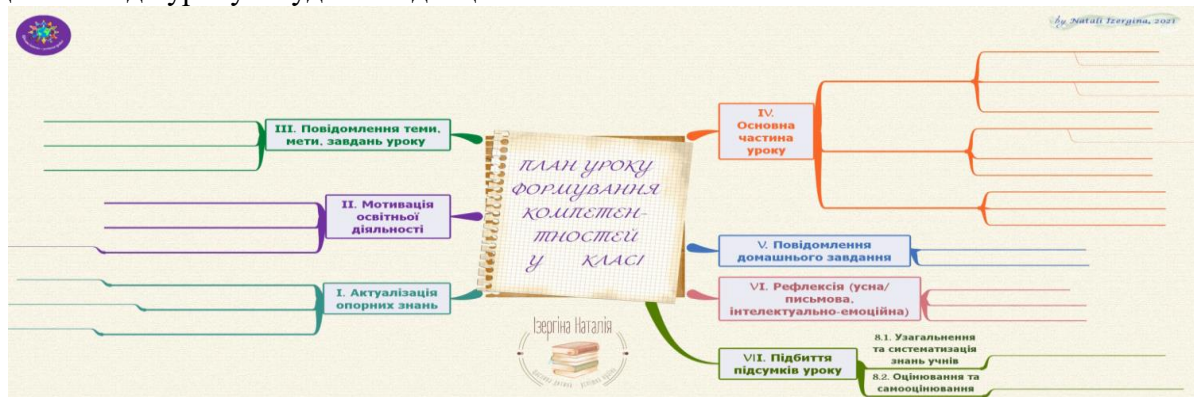 by Natali Izergina, 2021
III. Повідомлення теми,
мети, завдань уроку
II. Мотивація
освітньої
діяльності
I. Актуалізація
опорних знань
ПЛАН УРОКУ
ФОРМУВАННЯ
КОМПЕТЕН-
ТНОСТЕЙ
У КЛАСІ
Ізергіна Наталія
IV.
Основна
частина
уроку
V. Повідомлення
домашнього завдання
VI. Рефлексія (усна/
письмова,
інтелектуально-емоційна)
VII. Підбиття
підсумків уроку
8.1. Узагальнення
та систематизація
знань учнів
8.2. Оцінювання та
самооцінювання